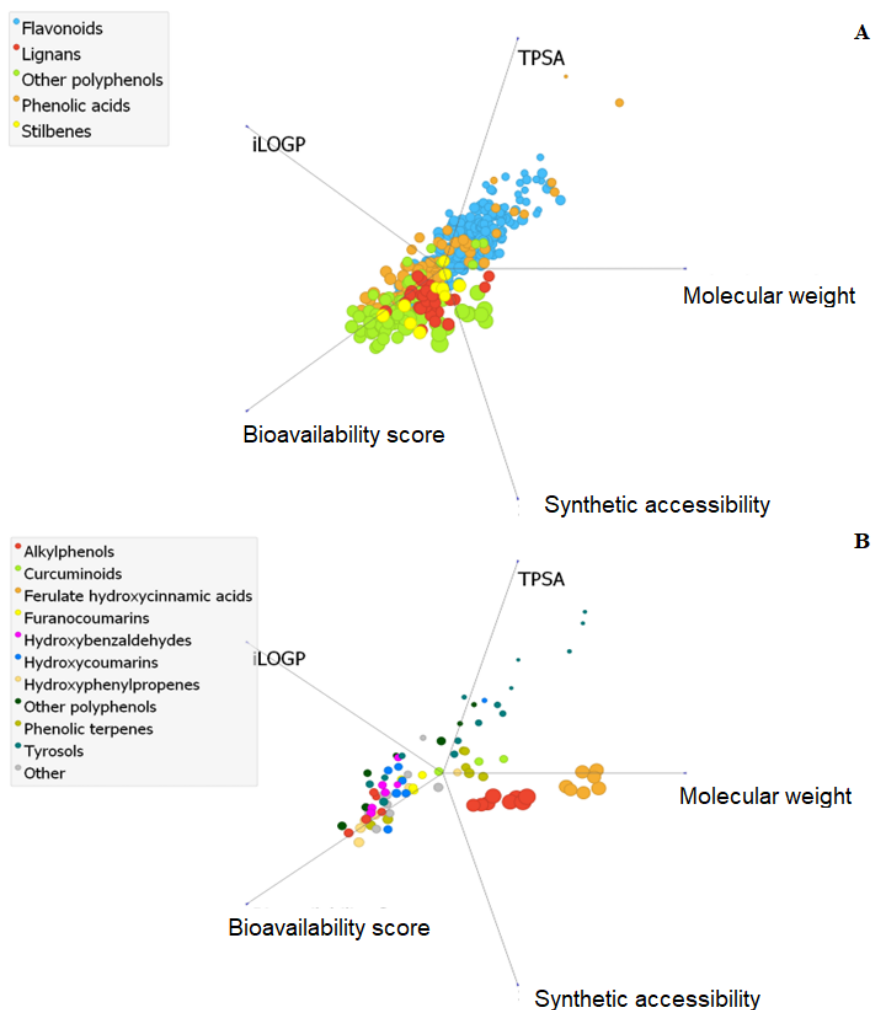 Flavonoids
Lignans
Other polyphenols
Phenolic acids
Stilbenes
A
TPSA
iLOGP
Molecular weight
Bioavailability score
Synthetic accessibility
B
Alkylphenols
Curcuminoids
Ferulate hydroxycinnamic acids
Furanocoumarins
Hydroxybenzaldehydes
Hydroxycoumarins
Hydroxyphenylpropenes
Other polyphenols
Phenolic terpenes
Tyrosols
Other
TPSA
iLOGP
Molecular weight
Bioavailability score
Synthetic accessibility